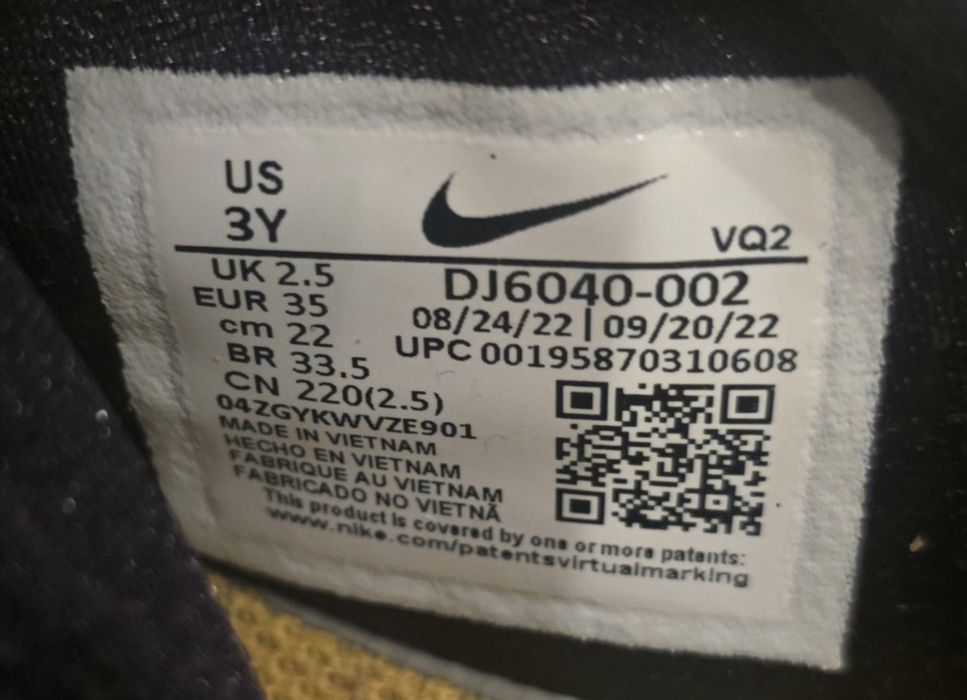 US
3Y
VQ2
UK 2.5
EUR 35
cm 22
BR 33.5
CN 220(2.5)
04ZGYKWVZE901
DJ6040-002
08/24/22 | 09/20/22
UPC 00195870310608
MADE IN VIETNAM
HECHO EN VIETNAM
FABRIQUE AU VIETNAM
FABRICADO NO VIETNÃ
This product is covered by one or more patents:
www.nike.com/patentsvirtualmarking